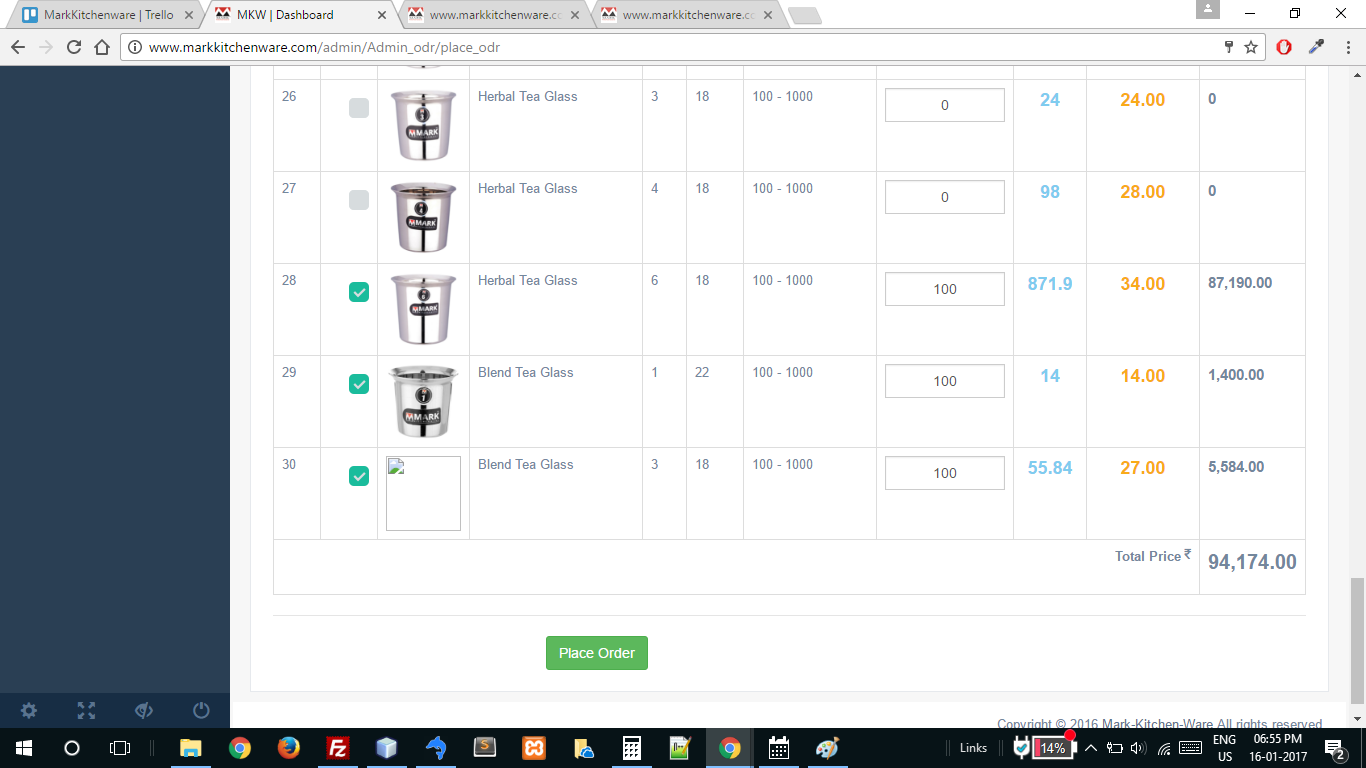 MarkKitchenware | Trello
MKW | Dashboard
www.markkitchenware.co
www.markkitchenware.co
www.markkitchenware.com/admin/Admin_odr/place_odr
26 Herbal Tea Glass 3 18 100 - 1000 0 24 24.00 0
3
MARK
27 Herbal Tea Glass 4 18 100 - 1000 0 98 28.00 0
4
MARK
28 Herbal Tea Glass 6 18 100 - 1000 100 871.9 34.00 87,190.00
6
MARK
29 Blend Tea Glass 1 22 100 - 1000 100 14 14.00 1,400.00
1
MARK
30 Blend Tea Glass 3 18 100 - 1000 100 55.84 27.00 5,584.00
Total Price ₹ 94,174.00
Place Order
Copyright © 2016 Mark-Kitchen-Ware All rights reserved
Links
14%
ENG
US
06:55 PM
16-01-2017
2